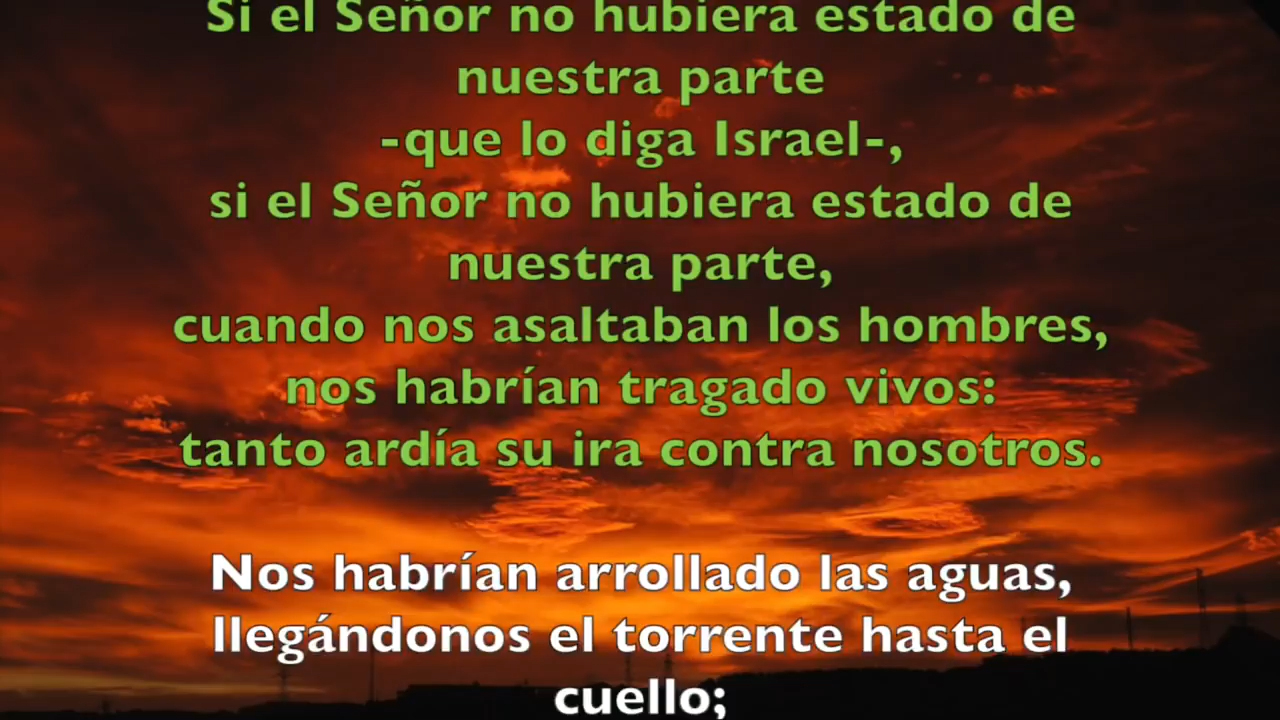 Si el Señor no hubiera estado de
nuestra parte
-que lo diga Israel-,
si el Señor no hubiera estado de
nuestra parte,
cuando nos asaltaban los hombres,
nos habrían tragado vivos:
tanto ardía su ira contra nosotros.
Nos habrían arrollado las aguas,
llegándonos el torrente hasta el
cuello;